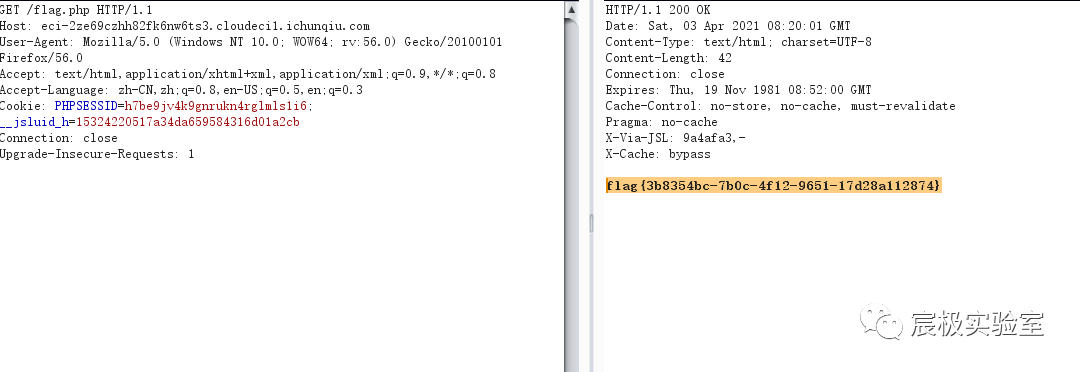 GET /flag.php HTTP/1.1
Host: eci-2ze69czhh82fk6nw6ts3.cloudeci1.ichunqiu.com
User-Agent: Mozilla/5.0 (Windows NT 10.0; WOW64; rv:56.0) Gecko/20100101
Firefox/56.0
Accept: text/html,application/xhtml+xml,application/xml;q=0.9,*/*;q=0.8
Accept-Language: zh-CN,zh;q=0.8,en-US;q=0.5,en;q=0.3
Cookie: PHPSESSID=h7be9jv4k9gnrukn4rglmls1i6;
__jsluid_h=15324220517a34da659584316d01a2cb
Connection: close
Upgrade-Insecure-Requests: 1
HTTP/1.1 200 OK
Date: Sat, 03 Apr 2021 08:20:01 GMT
Content-Type: text/html; charset=UTF-8
Content-Length: 42
Connection: close
Expires: Thu, 19 Nov 1981 08:52:00 GMT
Cache-Control: no-store, no-cache, must-revalidate
Pragma: no-cache
X-Via-JSL: 9a4afa3,-
X-Cache: bypass
flag{3b8354bc-7b0c-4f12-9651-17d28a112874}
宸极实验室